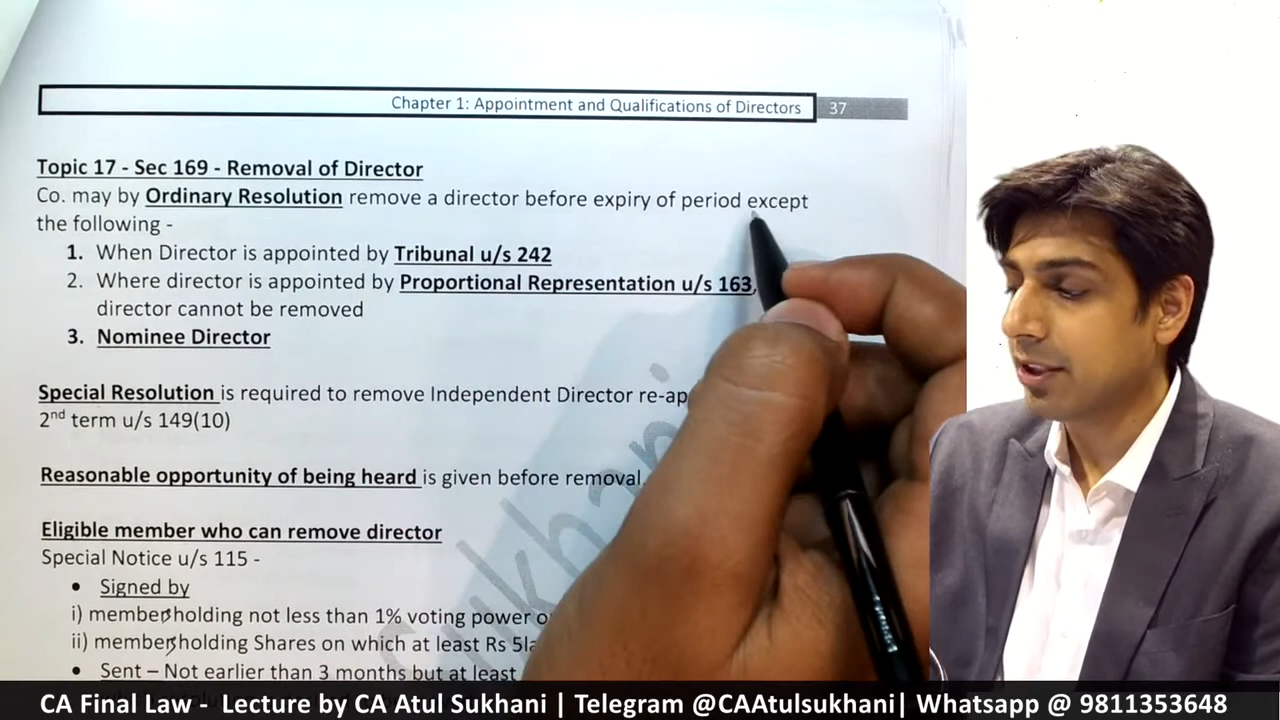 Chapter 1: Appointment and Qualifications of Directors 37
Topic 17 - Sec 169 - Removal of Director
Co. may by Ordinary Resolution remove a director before expiry of period except
the following -
1. When Director is appointed by Tribunal u/s 242
2. Where director is appointed by Proportional Representation u/s 163,
director cannot be removed
3. Nominee Director
Special Resolution is required to remove Independent Director re-ap
2nd term u/s 149(10)
Reasonable opportunity of being heard is given before removal
Eligible member who can remove director
Special Notice u/s 115 -
• Signed by
i) members holding not less than 1% voting power o
ii) members holding Shares on which at least Rs 5la
• Sent – Not earlier than 3 months but at least
Sukhani
CA Final Law - Lecture by CA Atul Sukhani | Telegram @CAAtulsukhani| Whatsapp @ 9811353648